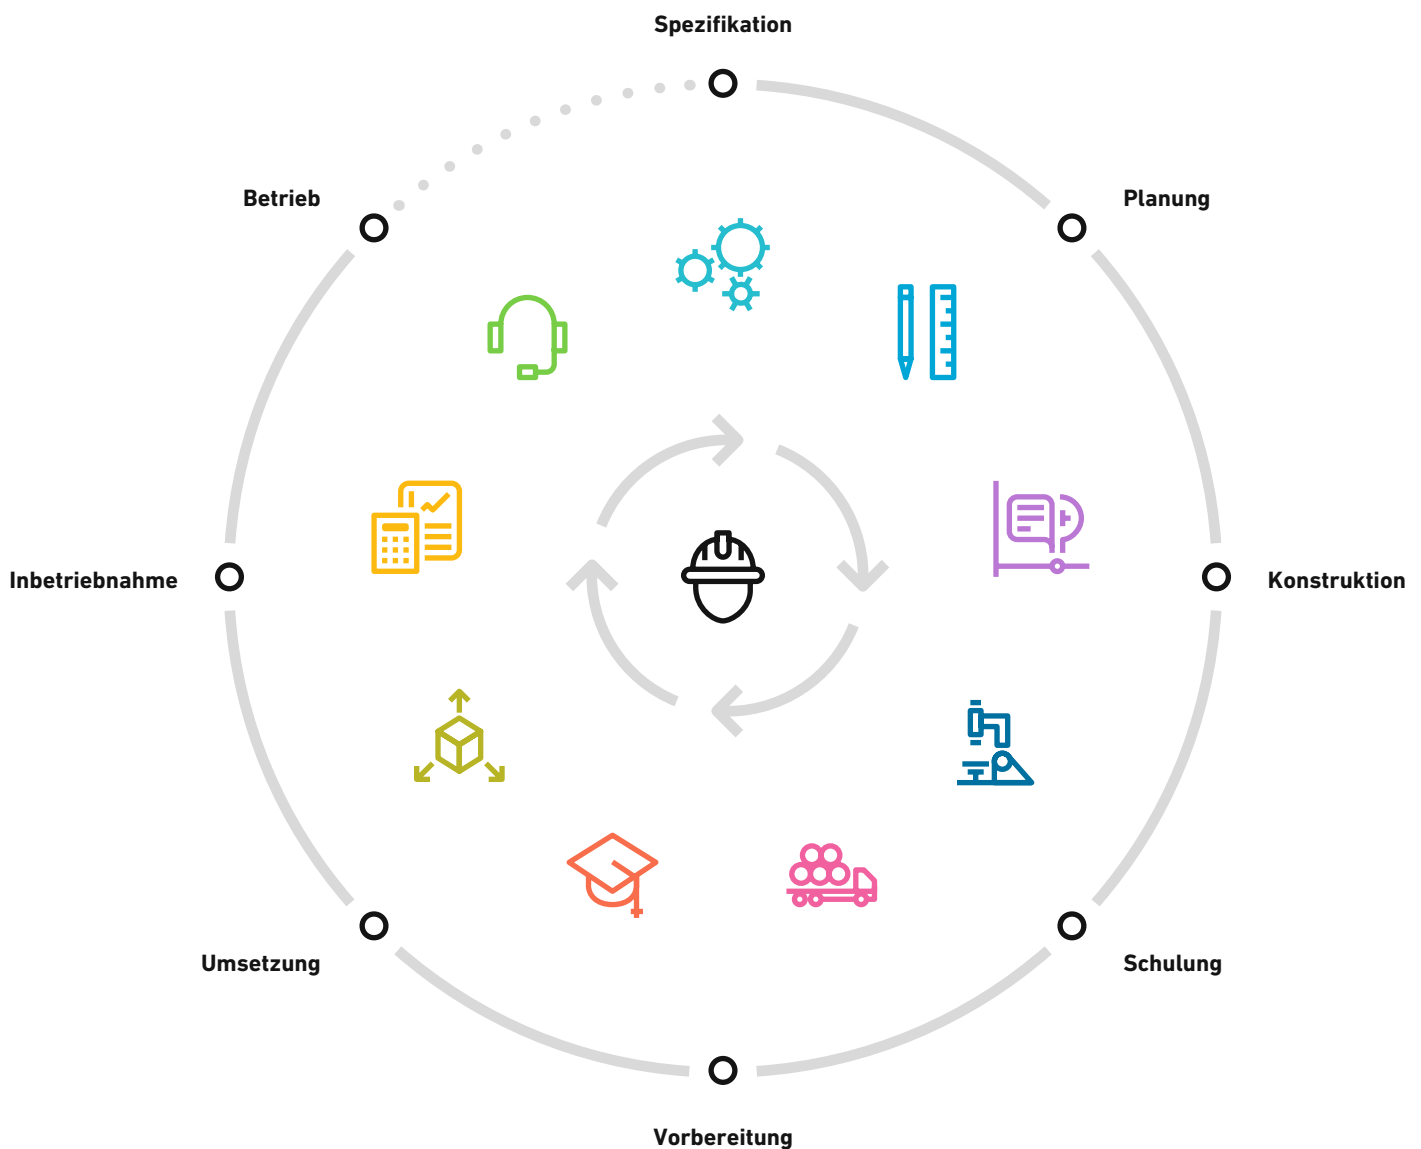 Spezifikation
Betrieb
Planung
Inbetriebnahme
Konstruktion
Umsetzung
Schulung
Vorbereitung